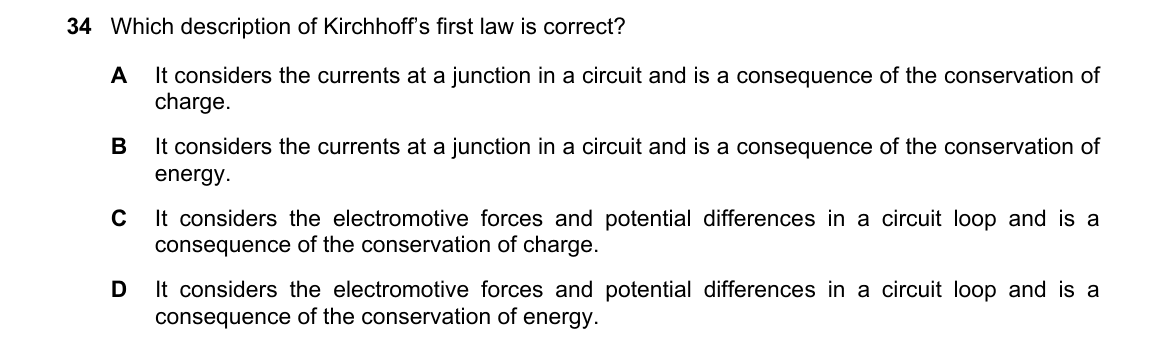 34 Which description of Kirchhoff’s first law is correct?
A It considers the currents at a junction in a circuit and is a consequence of the conservation of
charge.
B It considers the currents at a junction in a circuit and is a consequence of the conservation of
energy.
C It considers the electromotive forces and potential differences in a circuit loop and is a
consequence of the conservation of charge.
D It considers the electromotive forces and potential differences in a circuit loop and is a
consequence of the conservation of energy.